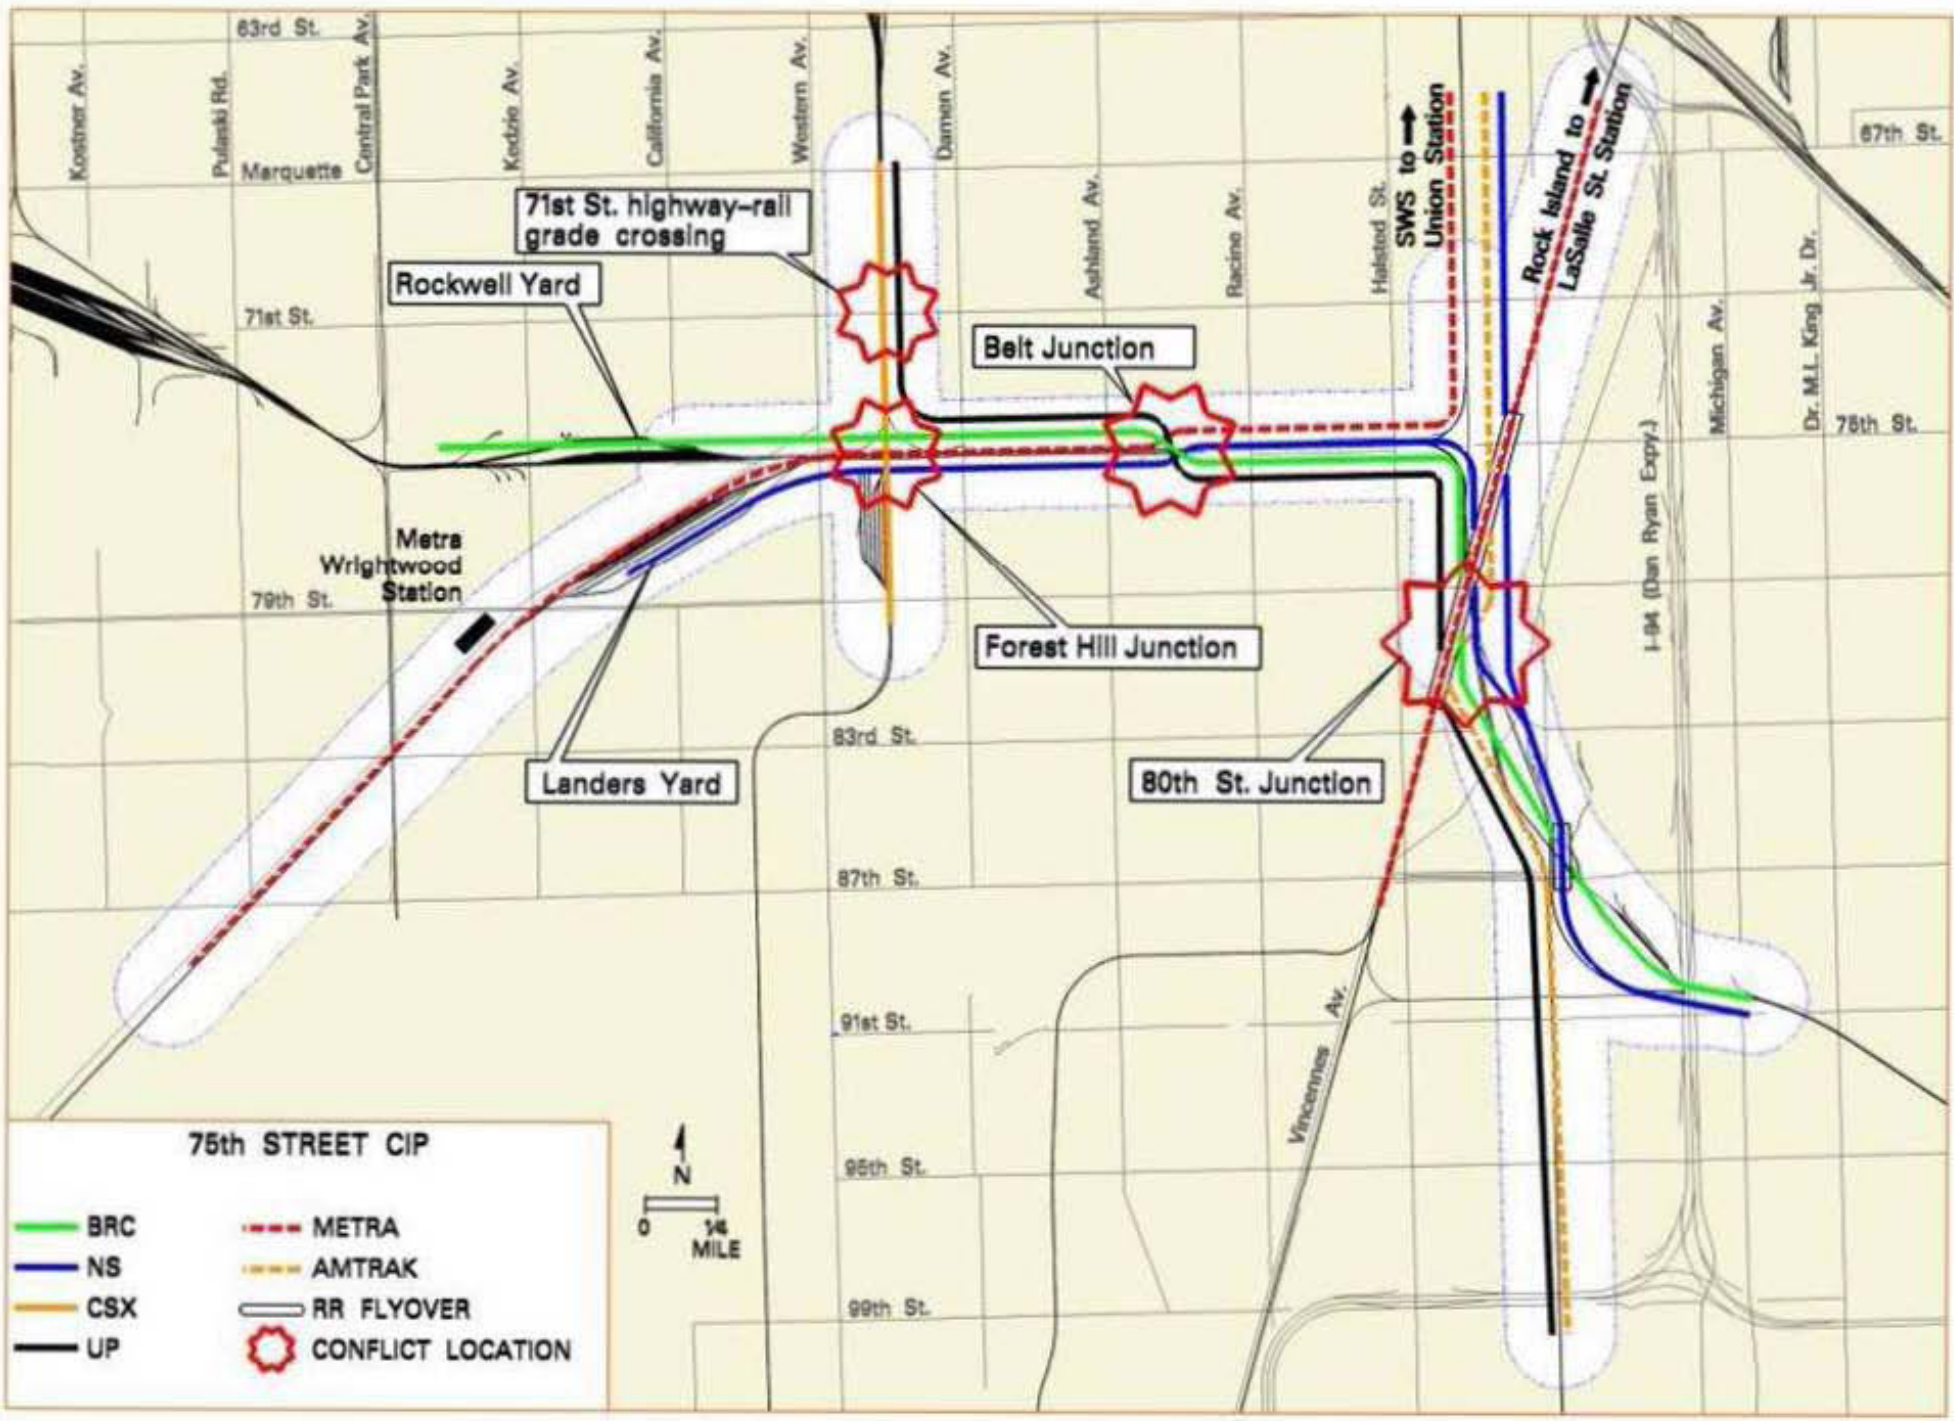 63rd St.
Kostner Av.
Pulaski Rd.
Central Park Av.
Kedzie Av.
California Av.
Western Av.
Damen Av.
Marquette
67th St.
SWS to
Union Station
Rock Island to
LaSalle St. Station
71st St. highway-rail
grade crossing
Rockwell Yard
Ashland Av.
Racine Av.
Halsted St.
71st St.
Belt Junction
Michigan Av.
Dr. M.L. King Jr. Dr.
75th St.
I-94 (Dan Ryan Expy.)
Metra
Wrightwood
Station
79th St.
Forest Hill Junction
83rd St.
Landers Yard
80th St. Junction
87th St.
91st St.
Vincennes Av.
95th St.
99th St.
75th STREET CIP
BRC
NS
CSX
UP
METRA
AMTRAK
RR FLYOVER
CONFLICT LOCATION
N
0 1/4
MILE